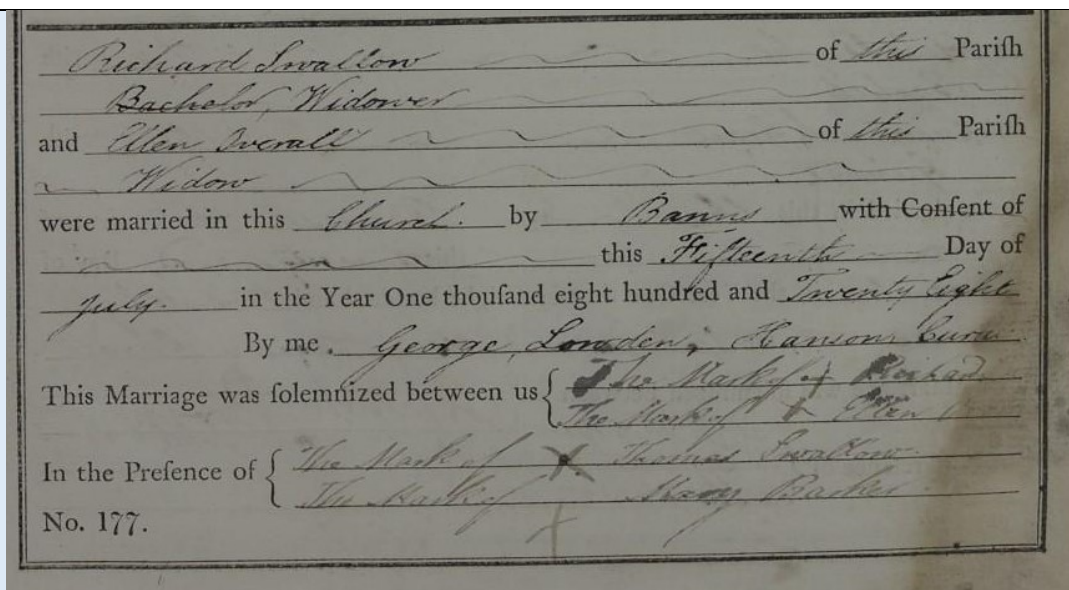 Richard Swallow of this Pariſh
Bachelor, Widower
and Ellen Overall of this Pariſh
Widow
were married in this Church. by Banns with Conſent of
this Fifteenth Day of
July. in the Year One thouſand eight hundred and Twenty Eight
By me, George, Lowden, Hanson,
This Marriage was ſolemnized between us The Mark of + Richard
The Mark of + Ellen
In the Preſence of The Mark of X Thomas Swallow
The Mark of + Mary Barker
No. 177.